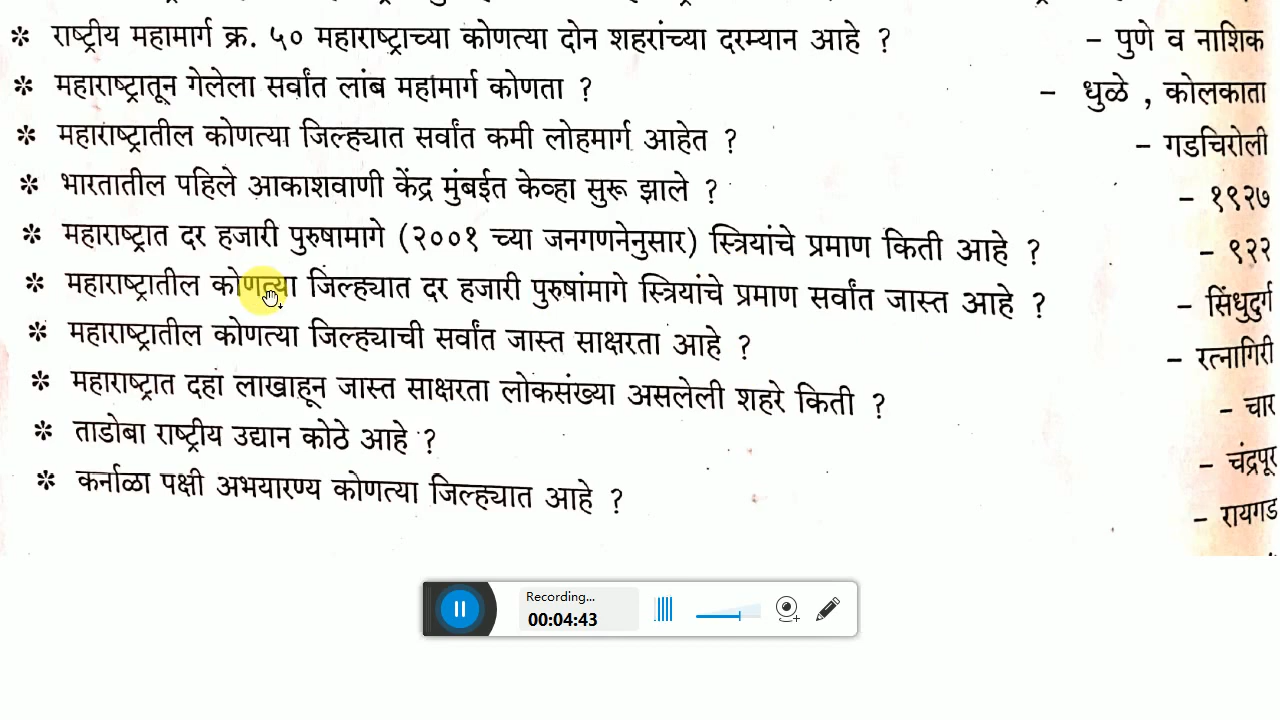 ✻ राष्ट्रीय महामार्ग क्र. ५० महाराष्ट्राच्या कोणत्या दोन शहरांच्या दरम्यान आहे ? – पुणे व नाशिक
✻ महाराष्ट्रातून गेलेला सर्वांत लांब महामार्ग कोणता ? – धुळे , कोलकाता
✻ महाराष्ट्रातील कोणत्या जिल्ह्यात सर्वांत कमी लोहमार्ग आहेत ? – गडचिरोली
✻ भारतातील पहिले आकाशवाणी केंद्र मुंबईत केव्हा सुरू झाले ? – १९२७
✻ महाराष्ट्रात दर हजारी पुरुषामागे (२००१ च्या जनगणनेनुसार) स्त्रियांचे प्रमाण किती आहे ? – ९२२
✻ महाराष्ट्रातील कोणत्या जिल्ह्यात दर हजारी पुरुषांमागे स्त्रियांचे प्रमाण सर्वांत जास्त आहे ? – सिंधुदुर्ग
✻ महाराष्ट्रातील कोणत्या जिल्ह्याची सर्वांत जास्त साक्षरता आहे ? – रत्नागिरी
✻ महाराष्ट्रात दहा लाखाहून जास्त साक्षरता लोकसंख्या असलेली शहरे किती ? – चार
✻ ताडोबा राष्ट्रीय उद्यान कोठे आहे ? – चंद्रपूर
✻ कर्नाळा पक्षी अभयारण्य कोणत्या जिल्ह्यात आहे ? – रायगड
Recording...
00:04:43